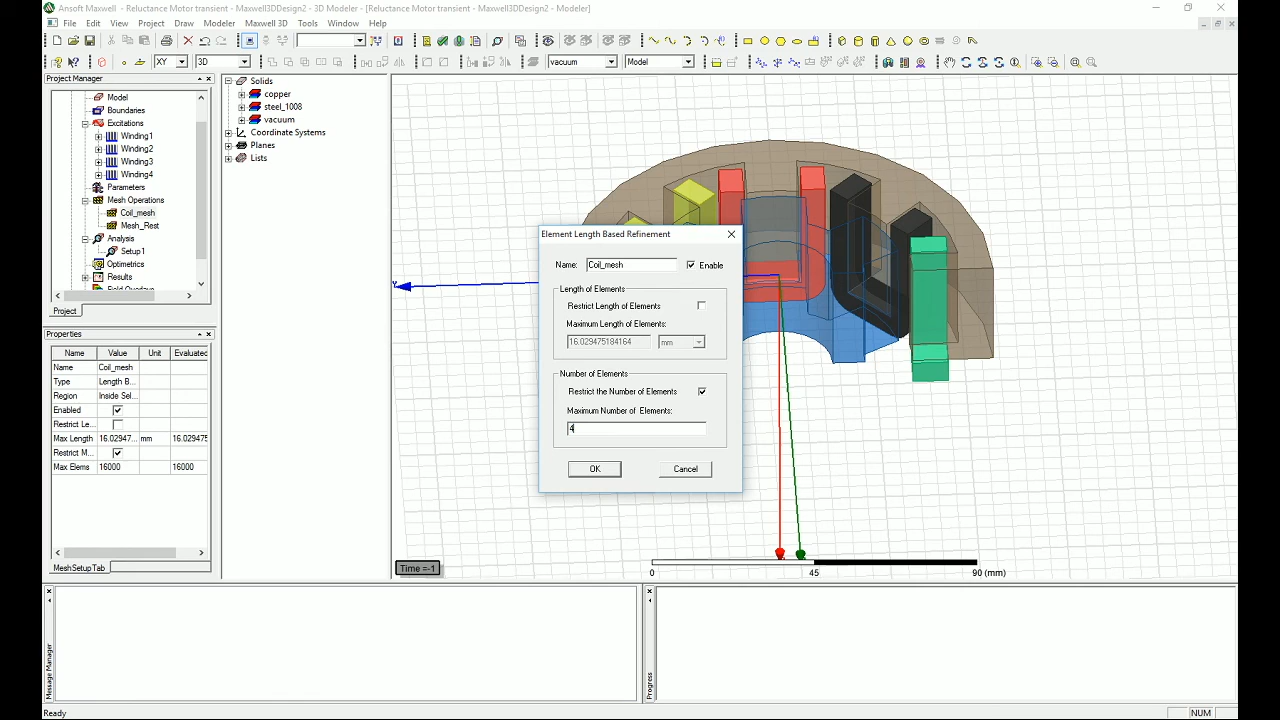 Ansoft Maxwell - Reluctance Motor transient - Maxwell3DDesign2 - 3D Modeler - [Reluctance Motor transient - Maxwell3DDesign2 - Modeler]
File Edit View Project Draw Modeler Maxwell 3D Tools Window Help
XY 3D vacuum Model
Project Manager
Model
Boundaries
Excitations
Winding1
Winding2
Winding3
Winding4
Parameters
Mesh Operations
Coil_mesh
Mesh_Rest
Analysis
Setup1
Optimetrics
Results
Field Overlays
Project
Solids
copper
steel_1008
vacuum
Coordinate Systems
Planes
Lists
Properties
Name Value Unit Evaluated
Name Coil_mesh
Type Length B...
Region Inside Sel...
Enabled
Restrict Le...
Max Length 16.02947... mm 16.029475
Restrict M...
Max Elems 16000 16000
MeshSetupTab
Element Length Based Refinement
Name: Coil_mesh Enable
Length of Elements
Restrict Length of Elements
Maximum Length of Elements:
16.029475184164 mm
Number of Elements
Restrict the Number of Elements
Maximum Number of Elements:
4
OK Cancel
Time =-1
0 45 90 (mm)
Message Manager
Progress
Ready NUM